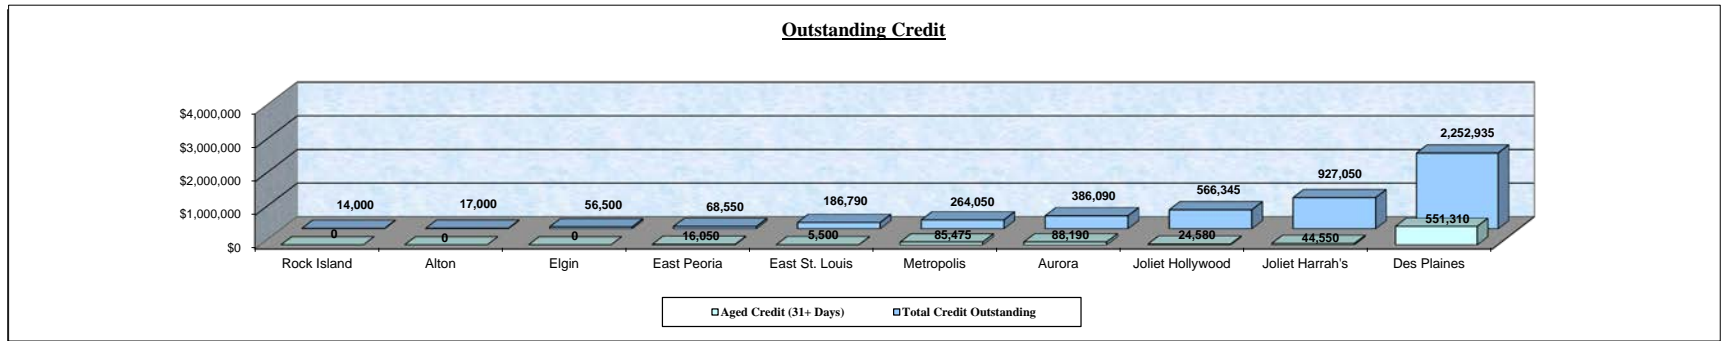 Outstanding Credit
$4,000,000
$3,000,000
$2,000,000
$1,000,000
$0
14,000
17,000
56,500
68,550
186,790
264,050
386,090
566,345
927,050
2,252,935
0
0
0
16,050
5,500
85,475
88,190
24,580
44,550
551,310
Rock Island
Alton
Elgin
East Peoria
East St. Louis
Metropolis
Aurora
Joliet Hollywood
Joliet Harrah's
Des Plaines
Aged Credit (31+ Days)
Total Credit Outstanding